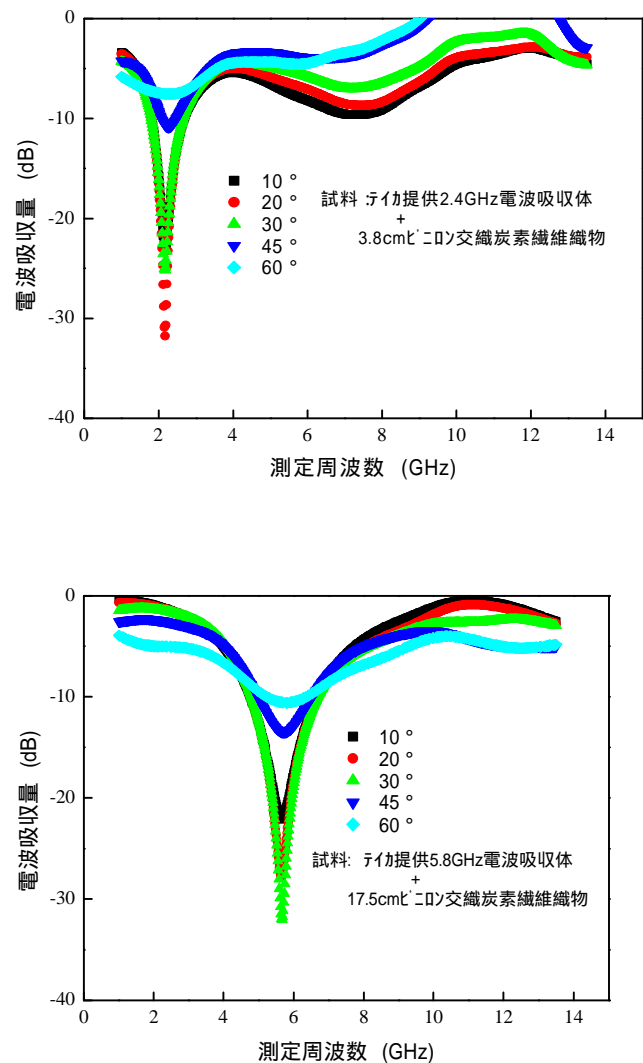 0
-10
-20
-30
-40
電波吸収量 (dB)
10 °
20 °
30 °
45 °
60 °
試料 :テイカ提供2.4GHz電波吸収体
+
3.8cmビニロン交織炭素繊維織物
0 2 4 6 8 10 12 14
測定周波数 (GHz)
0
-10
-20
-30
-40
電波吸収量 (dB)
10 °
20 °
30 °
45 °
60 °
試料: テイカ提供5.8GHz電波吸収体
+
17.5cmビニロン交織炭素繊維織物
0 2 4 6 8 10 12 14
測定周波数 (GHz)